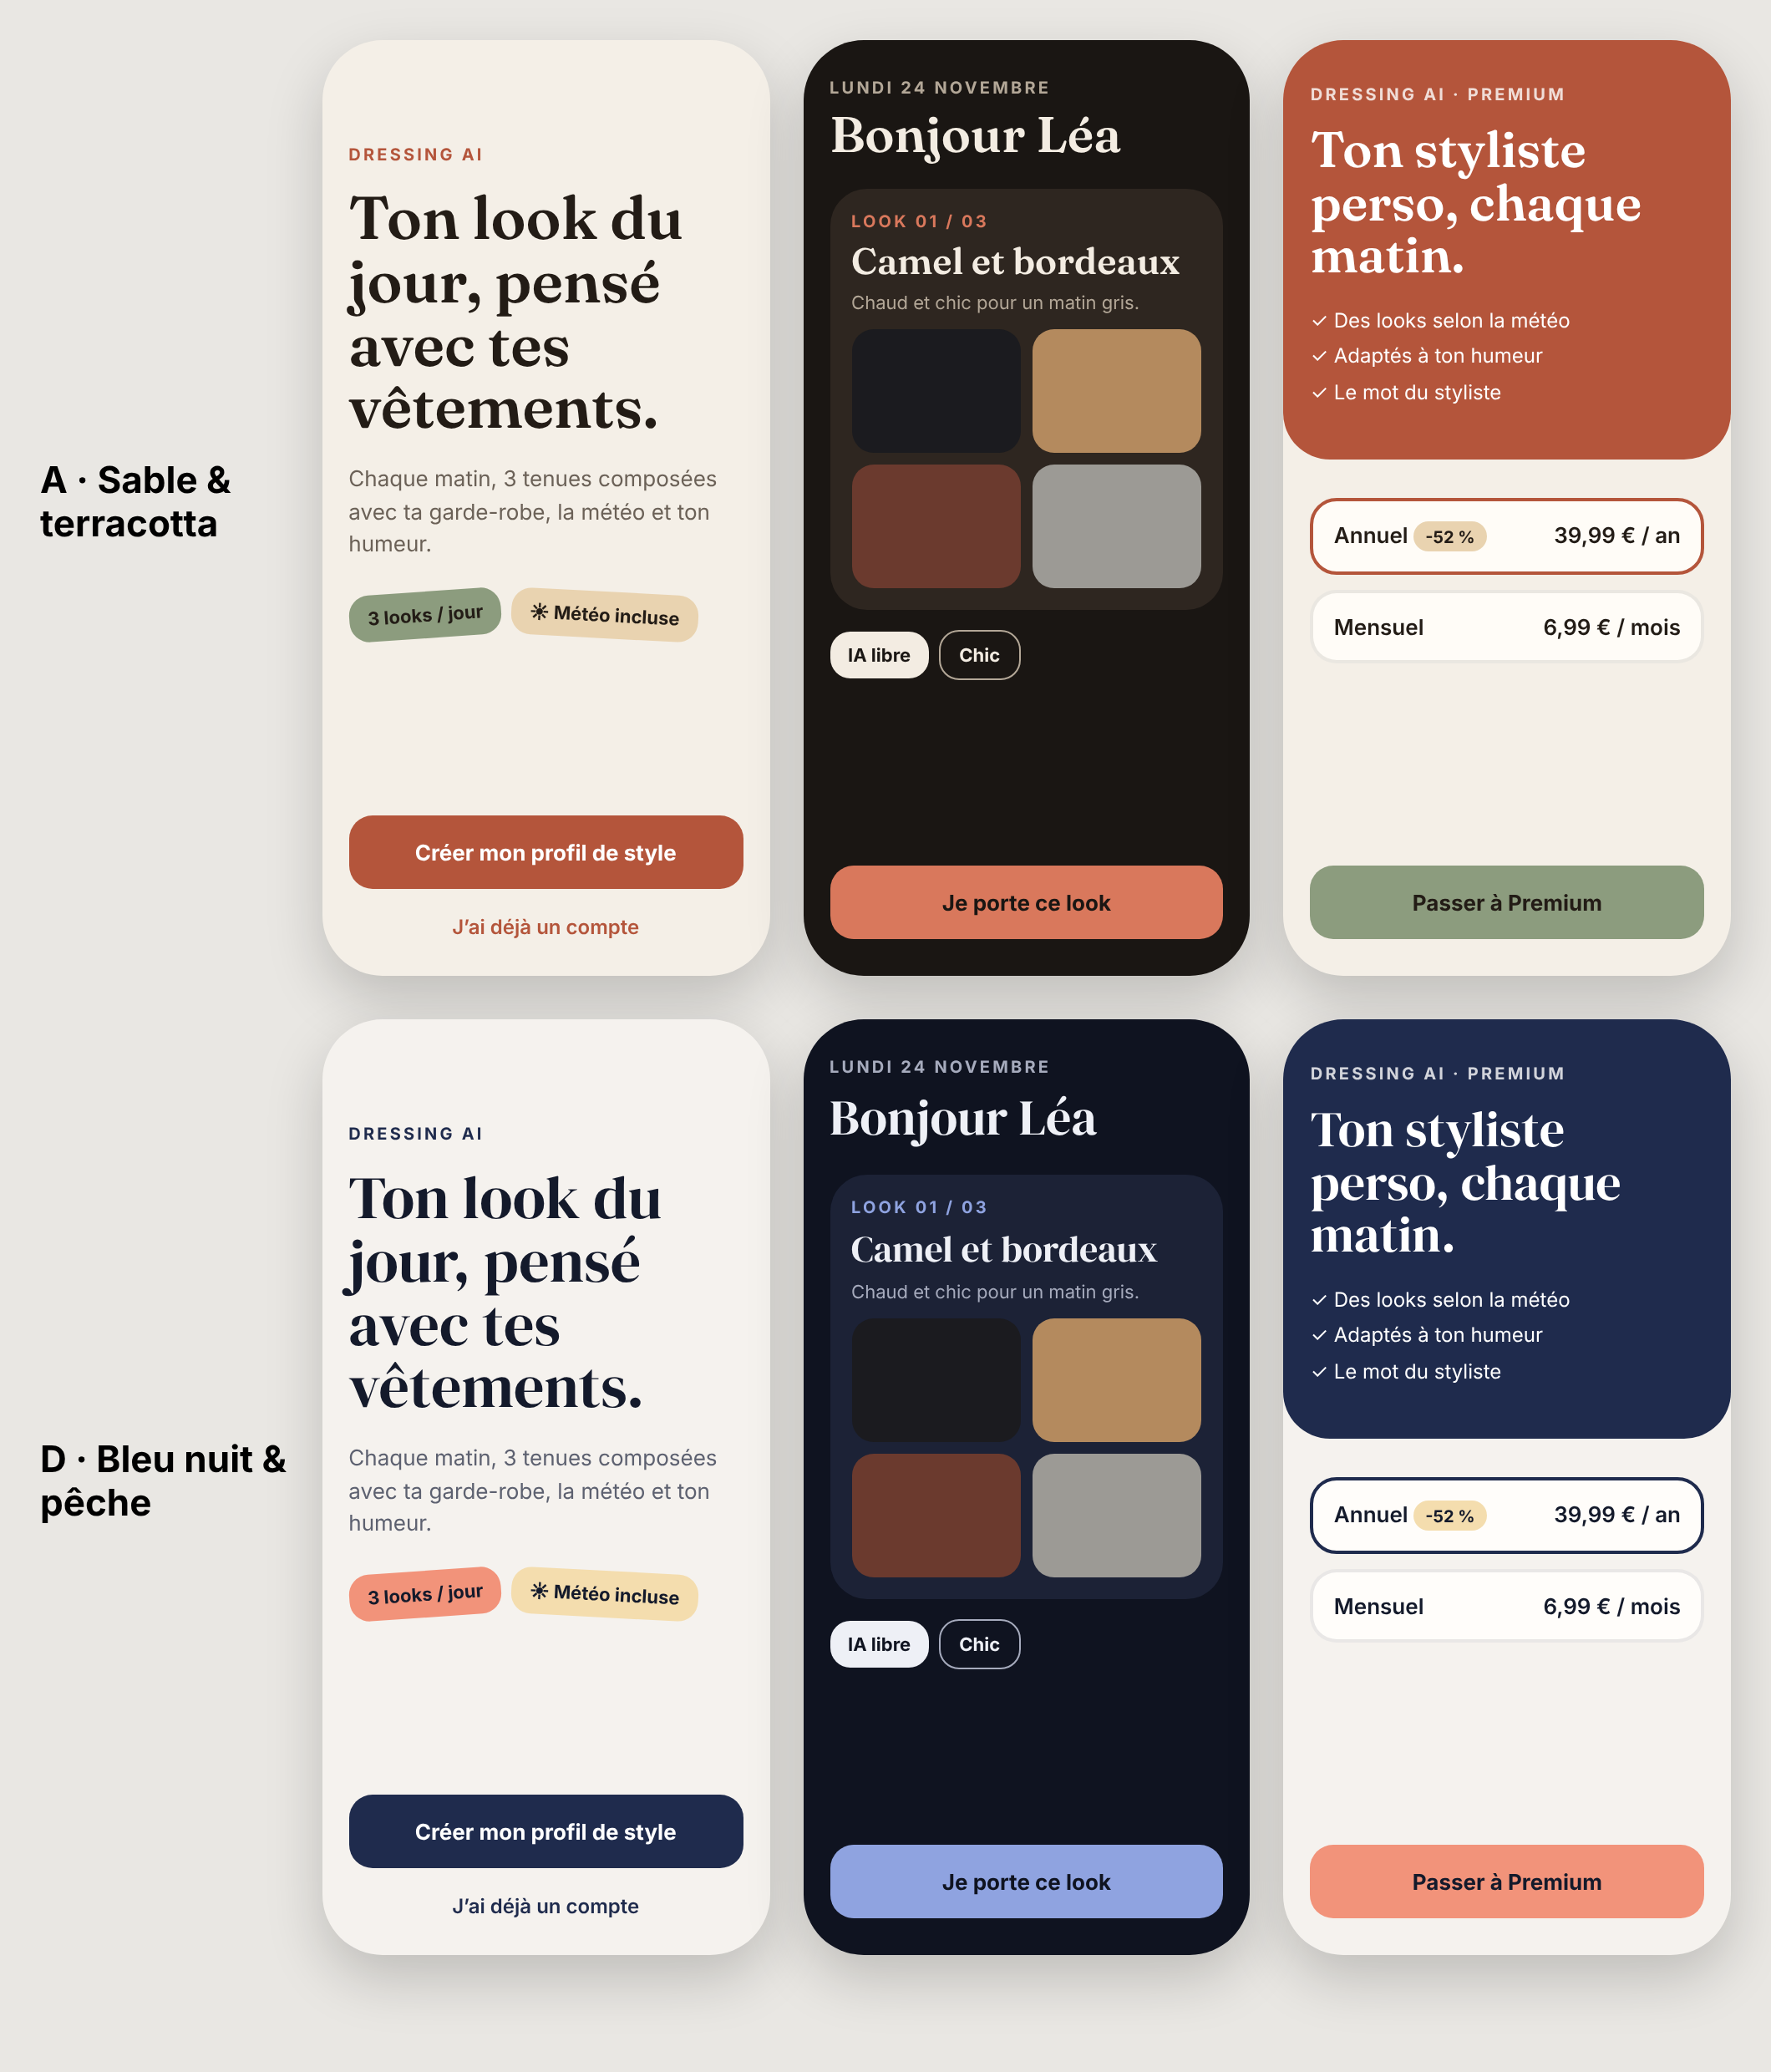 A · Sable &
terracotta
DRESSING AI
Ton look du
jour, pensé
avec tes
vêtements.
Chaque matin, 3 tenues composées
avec ta garde-robe, la météo et ton
humeur.
3 looks / jour
☀ Météo incluse
Créer mon profil de style
J’ai déjà un compte
LUNDI 24 NOVEMBRE
Bonjour Léa
LOOK 01 / 03
Camel et bordeaux
Chaud et chic pour un matin gris.
IA libre
Chic
Je porte ce look
DRESSING AI · PREMIUM
Ton styliste
perso, chaque
matin.
✓ Des looks selon la météo
✓ Adaptés à ton humeur
✓ Le mot du styliste
Annuel -52 % 39,99 € / an
Mensuel 6,99 € / mois
Passer à Premium
D · Bleu nuit &
pêche
DRESSING AI
Ton look du
jour, pensé
avec tes
vêtements.
Chaque matin, 3 tenues composées
avec ta garde-robe, la météo et ton
humeur.
3 looks / jour
☀ Météo incluse
Créer mon profil de style
J’ai déjà un compte
LUNDI 24 NOVEMBRE
Bonjour Léa
LOOK 01 / 03
Camel et bordeaux
Chaud et chic pour un matin gris.
IA libre
Chic
Je porte ce look
DRESSING AI · PREMIUM
Ton styliste
perso, chaque
matin.
✓ Des looks selon la météo
✓ Adaptés à ton humeur
✓ Le mot du styliste
Annuel -52 % 39,99 € / an
Mensuel 6,99 € / mois
Passer à Premium